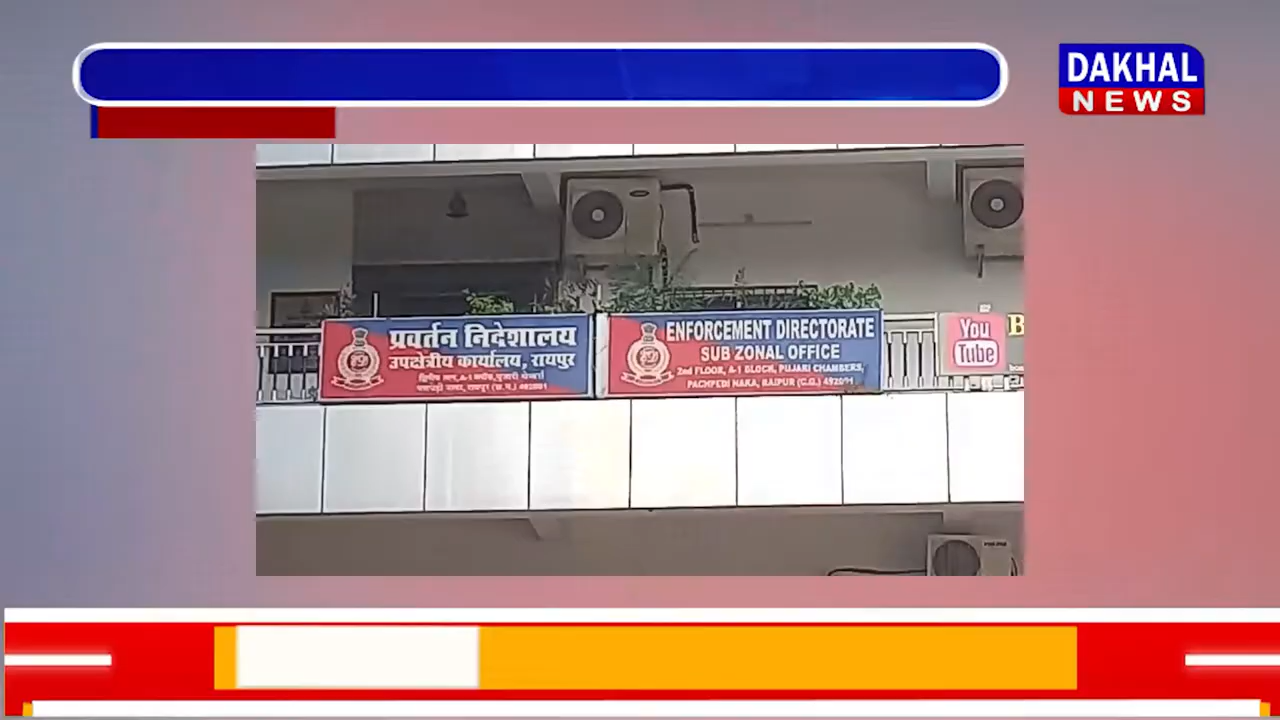 DAKHAL
NEWS
प्रवर्तन निदेशालय
उपक्षेत्रीय कार्यालय, रायपुर
ENFORCEMENT DIRECTORATE
SUB ZONAL OFFICE
2nd FLOOR, A-1 BLOCK, PUJARI CHAMBERS,
PACHPEDI NAKA, RAIPUR (C.G.) 492001
You
Tube
B